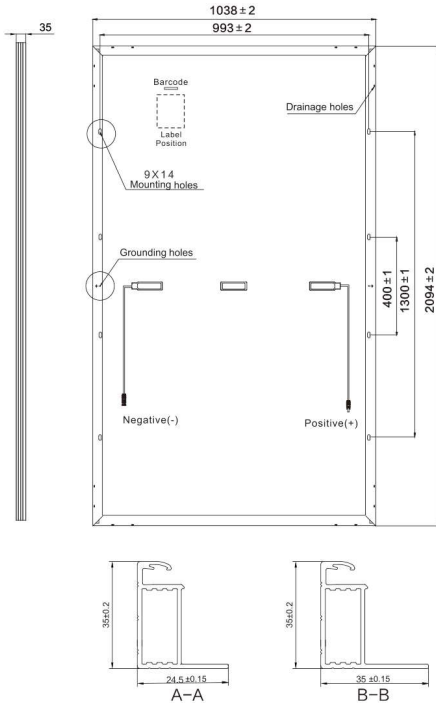 1038±2
993±2
35
Barcode
Label
Position
Drainage holes
9X14
Mounting holes
Grounding holes
400±1
1300±1
2094±2
Negative(-)
Positive(+)
35±0.2
24.5±0.15
A-A
35±0.2
35 ±0.15
B-B